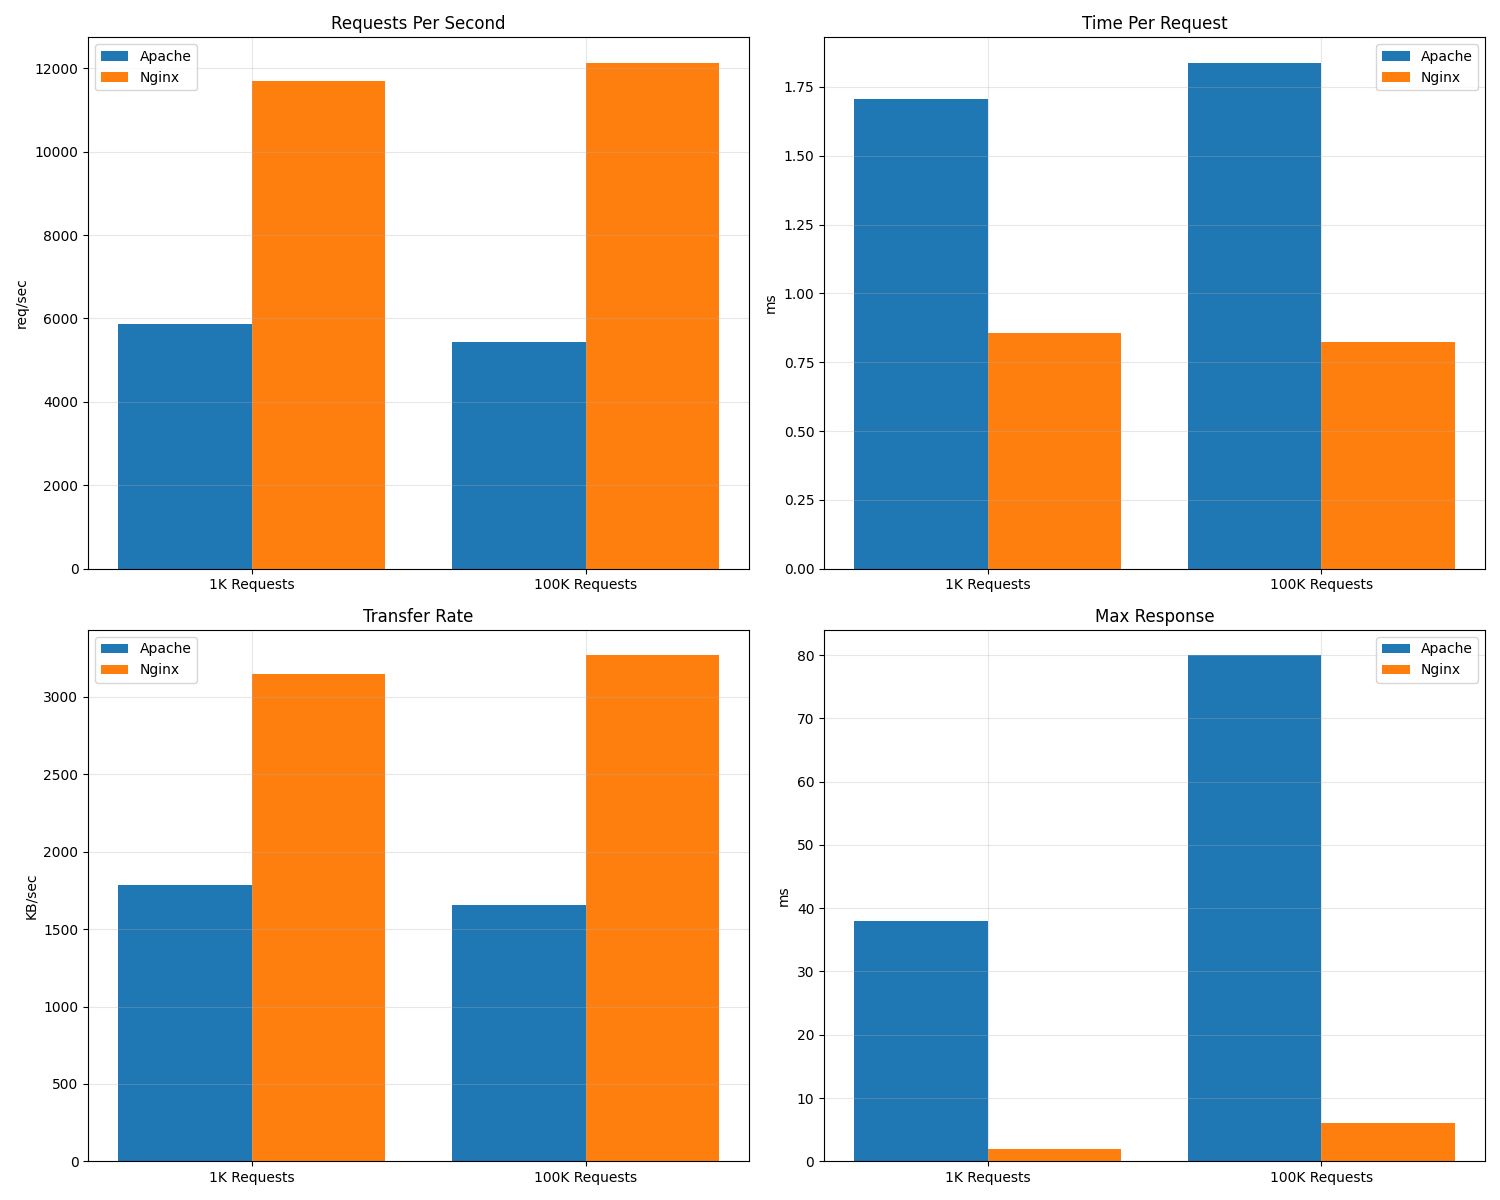 Requests Per Second
Apache
Nginx
req/sec
12000
10000
8000
6000
4000
2000
0
1K Requests
100K Requests
Time Per Request
Apache
Nginx
ms
1.75
1.50
1.25
1.00
0.75
0.50
0.25
0.00
1K Requests
100K Requests
Transfer Rate
Apache
Nginx
KB/sec
3000
2500
2000
1500
1000
500
0
1K Requests
100K Requests
Max Response
Apache
Nginx
ms
80
70
60
50
40
30
20
10
0
1K Requests
100K Requests